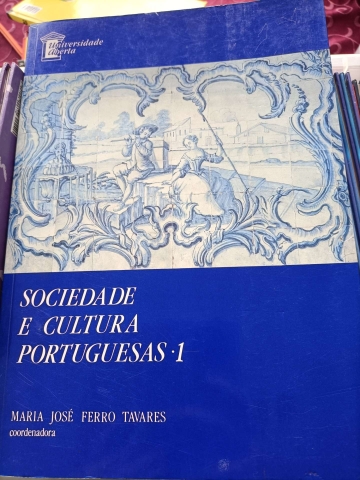 Universidade
Aberta
SOCIEDADE
E CULTURA
PORTUGUESAS·1
MARIA JOSÉ FERRO TAVARES
coordenadora